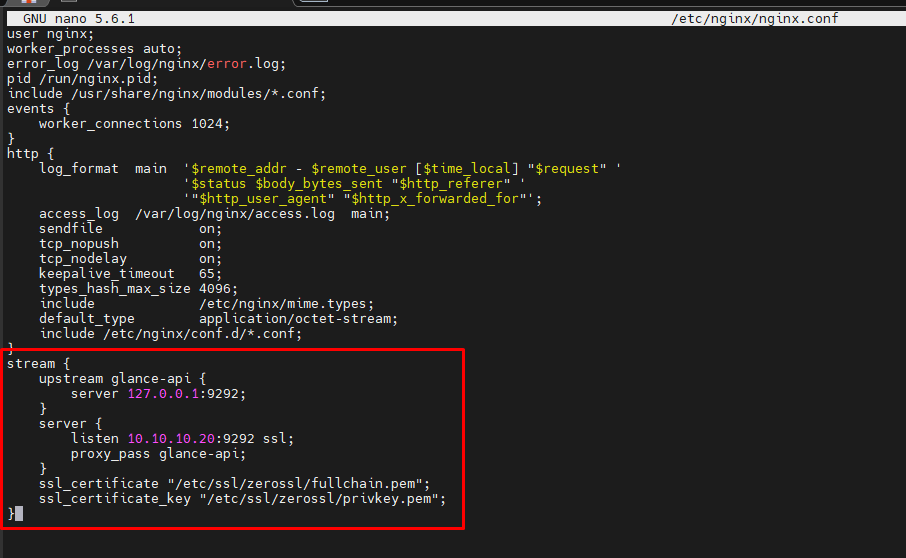 GNU nano 5.6.1 /etc/nginx/nginx.conf
user nginx;
worker_processes auto;
error_log /var/log/nginx/error.log;
pid /run/nginx.pid;
include /usr/share/nginx/modules/*.conf;
events {
    worker_connections 1024;
}
http {
    log_format  main  '$remote_addr - $remote_user [$time_local] "$request" '
                      '$status $body_bytes_sent "$http_referer" '
                      '"$http_user_agent" "$http_x_forwarded_for"';
    access_log  /var/log/nginx/access.log  main;
    sendfile            on;
    tcp_nopush          on;
    tcp_nodelay         on;
    keepalive_timeout   65;
    types_hash_max_size 4096;
    include             /etc/nginx/mime.types;
    default_type        application/octet-stream;
    include /etc/nginx/conf.d/*.conf;
}
stream {
    upstream glance-api {
        server 127.0.0.1:9292;
    }
    server {
        listen 10.10.10.20:9292 ssl;
        proxy_pass glance-api;
    }
    ssl_certificate "/etc/ssl/zerossl/fullchain.pem";
    ssl_certificate_key "/etc/ssl/zerossl/privkey.pem";
}